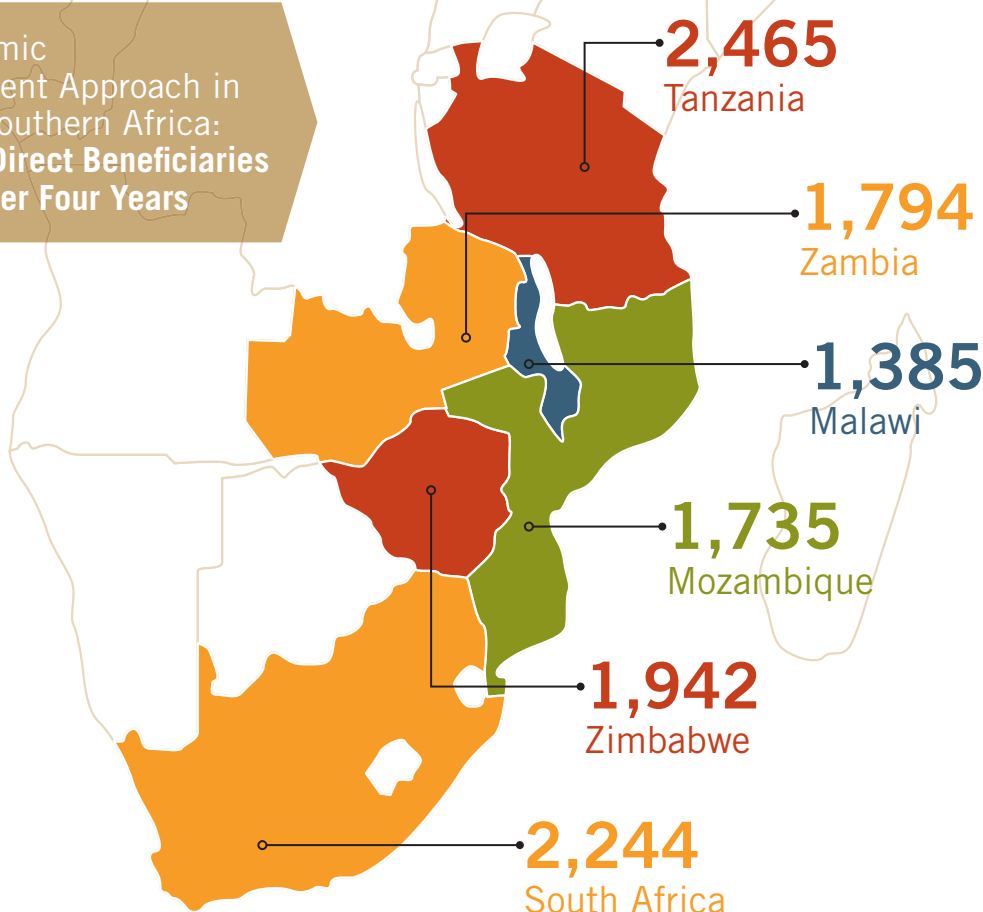 mic
ent Approach in
outhern Africa:
Direct Beneficiaries
er Four Years
2,465
Tanzania
1,794
Zambia
1,385
Malawi
1,735
Mozambique
1,942
Zimbabwe
2,244
South Africa